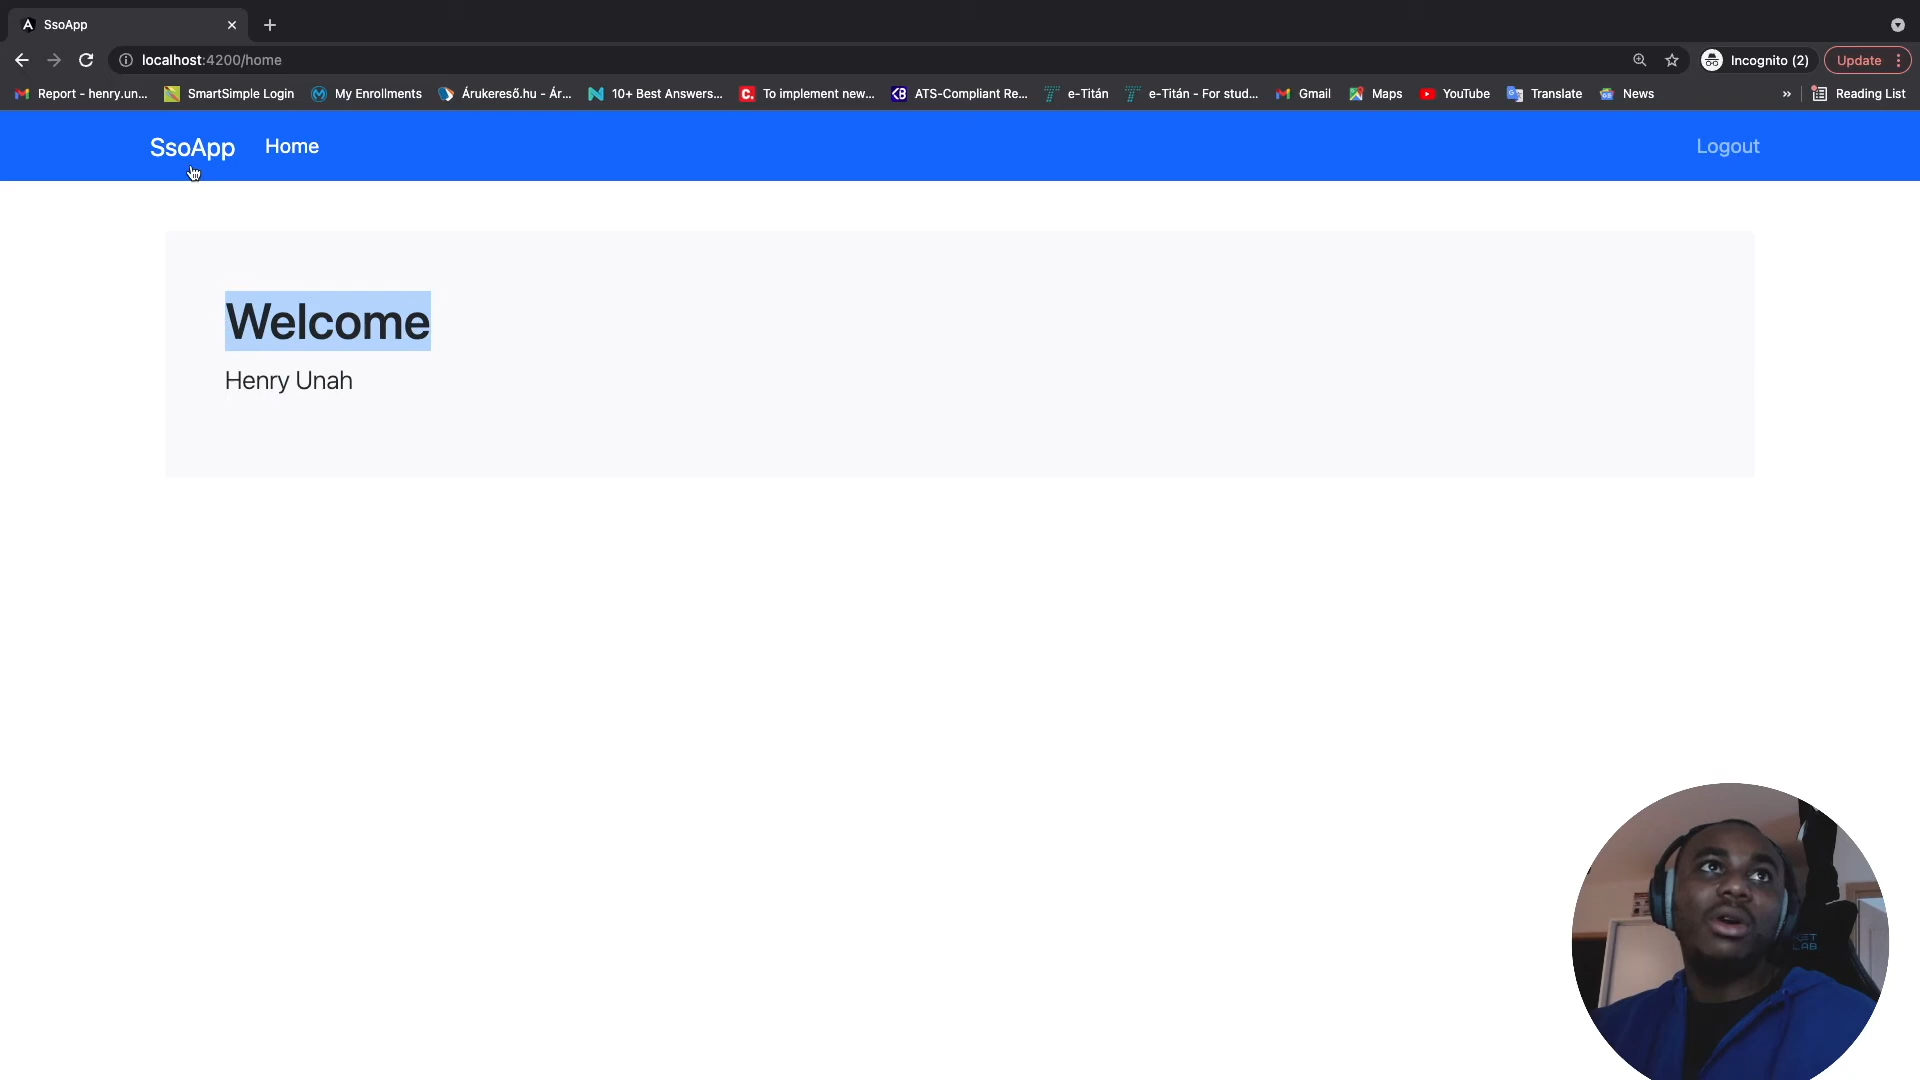 SsoApp
localhost:4200/home
Incognito (2)
Update
Report - henry.un...
SmartSimple Login
My Enrollments
Árukereső.hu - Ár...
10+ Best Answers...
To implement new...
ATS-Compliant Re...
e-Titán
e-Titán - For stud...
Gmail
Maps
YouTube
Translate
News
»
Reading List
SsoApp
Home
Logout
Welcome
Henry Unah